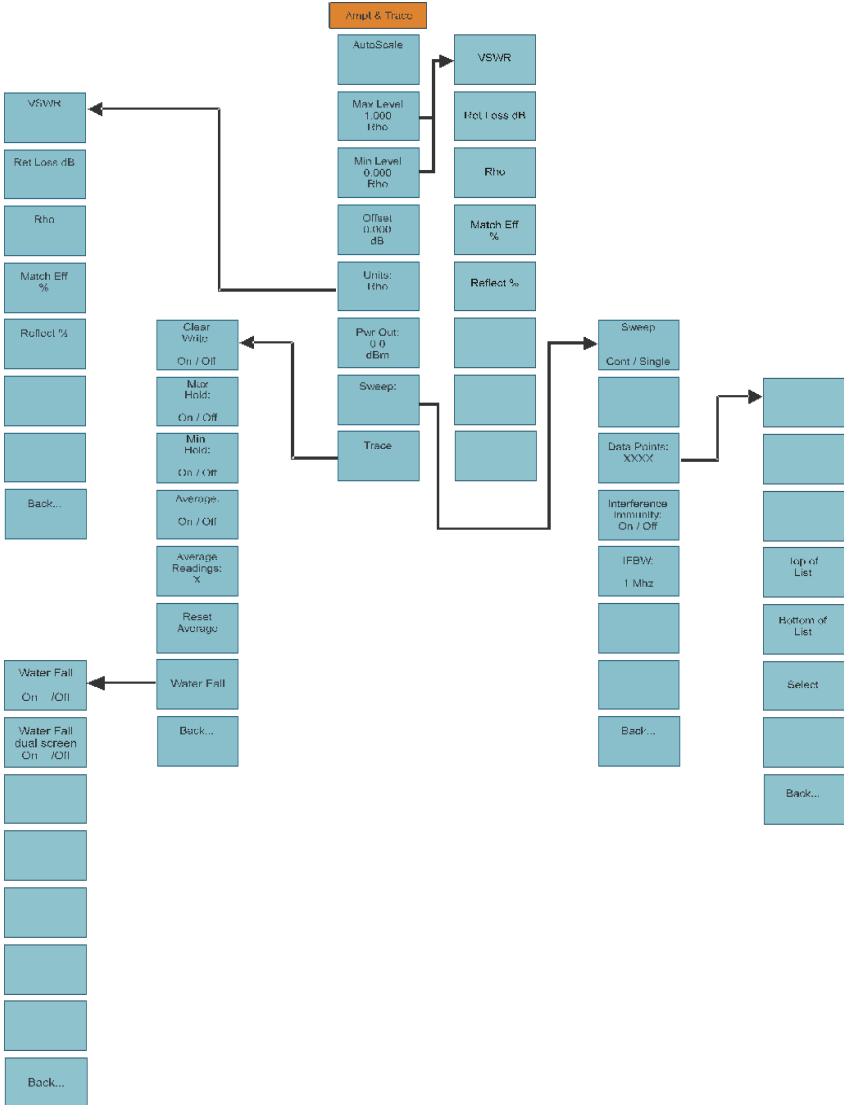 Ampl & Trace
AutoScale
Max Level
1.000
Rho
Min Level
0.000
Rho
Offset
0.000
dB
Units:
Rho
Pwr Out:
0.0
dBm
Sweep:
Trace
VSWR
Ret Loss dB
Rho
Match Eff
%
Reflect %
VSWR
Ret Loss dB
Rho
Match Eff
%
Reflect %
Back...
Clear
Write
On / Off
Max
Hold:
On / Off
Min
Hold:
On / Off
Average:
On / Off
Average
Readings:
X
Reset
Average
Water Fall
Back...
Water Fall
On /Off
Water Fall
dual screen
On /Off
Back...
Sweep
Cont / Single
Data Points:
XXXX
Interference
Immunity:
On / Off
IFBW:
1 Mhz
Back...
Top of
List
Bottom of
List
Select
Back...